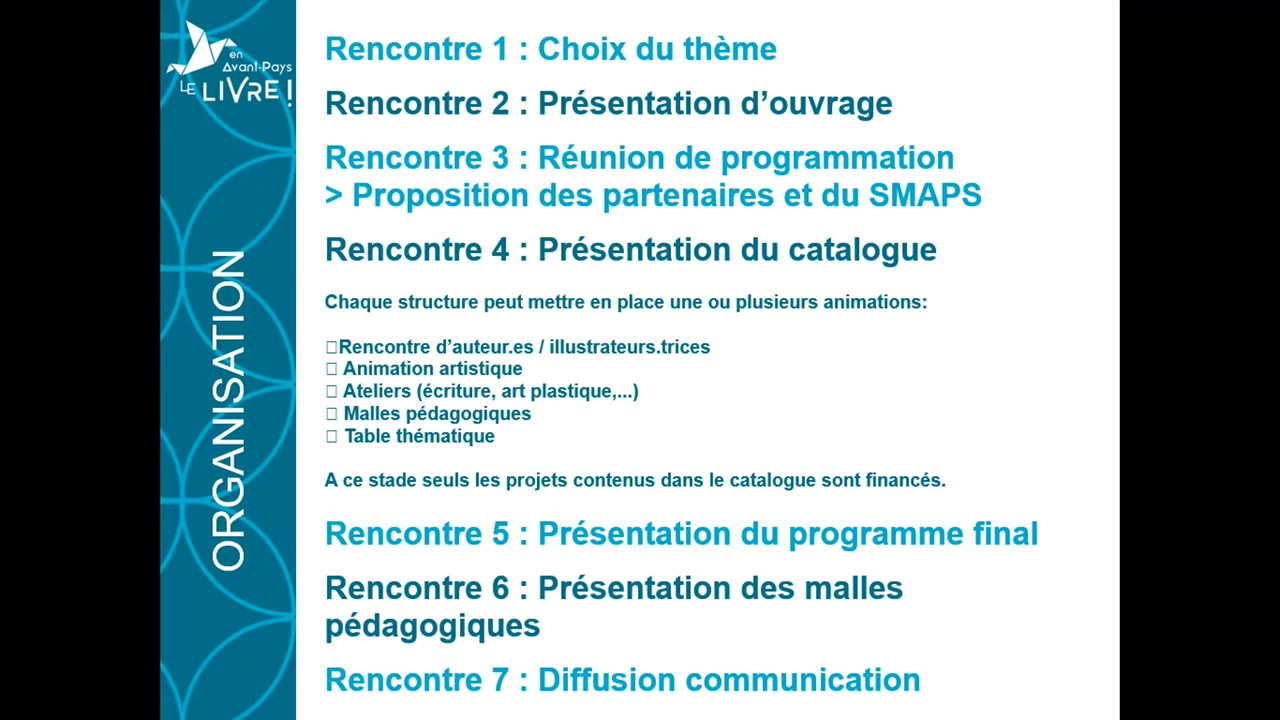 en
Avant-Pays
LE LIVRE !
ORGANISATION
Rencontre 1 : Choix du thème
Rencontre 2 : Présentation d’ouvrage
Rencontre 3 : Réunion de programmation
> Proposition des partenaires et du SMAPS
Rencontre 4 : Présentation du catalogue
Chaque structure peut mettre en place une ou plusieurs animations:
Rencontre d’auteur.es / illustrateurs.trices
Animation artistique
Ateliers (écriture, art plastique,...)
Malles pédagogiques
Table thématique
A ce stade seuls les projets contenus dans le catalogue sont financés.
Rencontre 5 : Présentation du programme final
Rencontre 6 : Présentation des malles
pédagogiques
Rencontre 7 : Diffusion communication